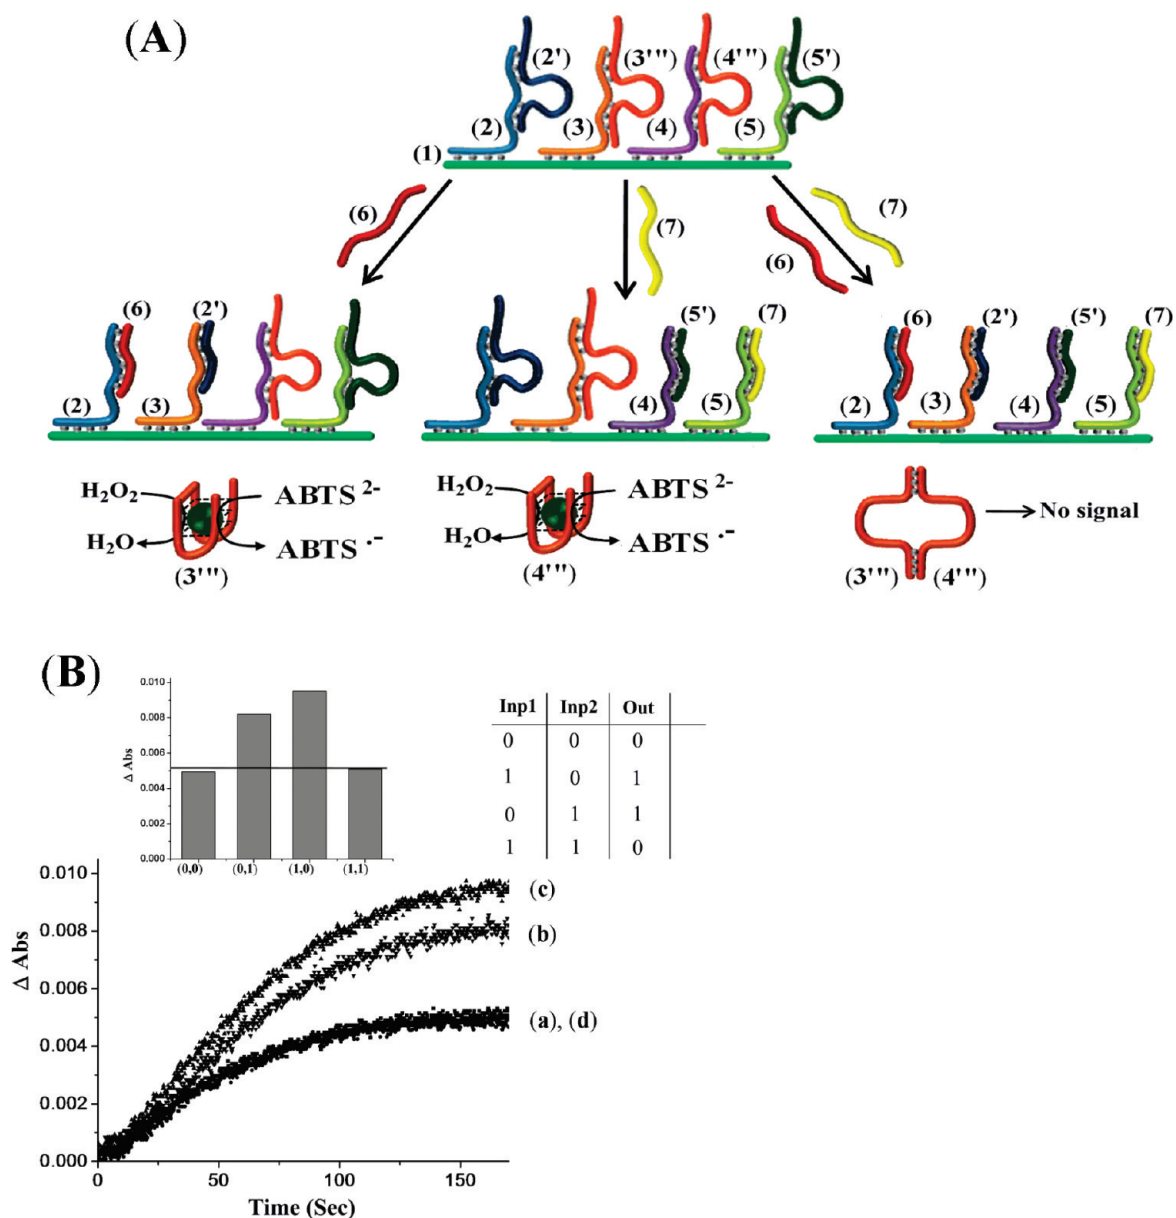 (A)
(2') (3''') (4''') (5')
(2) (3) (4) (5)
(1)
(6) (7) (6) (7)
(6) (2') (5') (7) (6) (2') (5') (7)
(2) (3) (4) (5) (2) (3) (4) (5)
H2O2 ABTS 2- H2O2 ABTS 2-
H2O ABTS ·- H2O ABTS ·-
(3''') (4''')
No signal
(3''') (4''')
(B)
Inp1 Inp2 Out
0 0 0
1 0 1
0 1 1
1 1 0
Δ Abs
0.010
0.008
0.006
0.004
0.002
0.000
(0,0) (0,1) (1,0) (1,1)
Δ Abs
0.010
0.008
0.006
0.004
0.002
0.000
(c)
(b)
(a), (d)
0 50 100 150
Time (Sec)